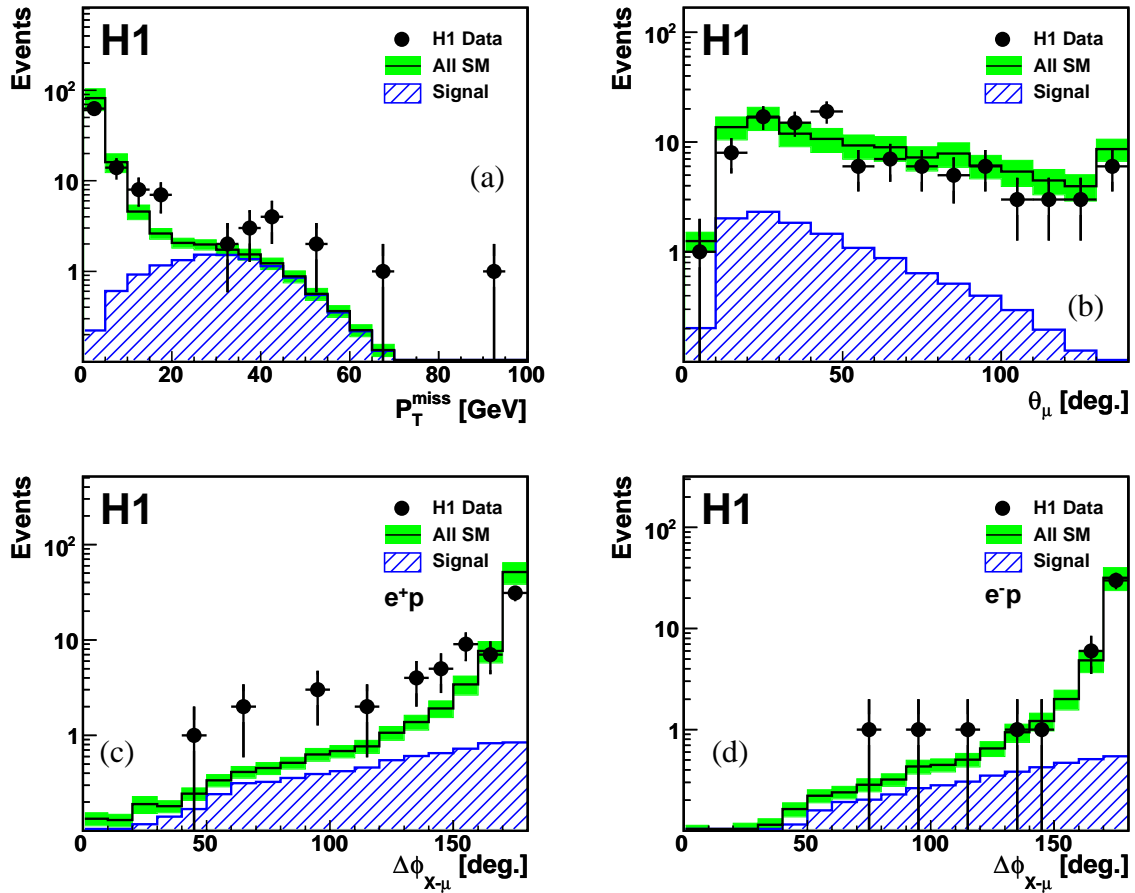 H1
Events
H1 Data
All SM
Signal
(a)
10²
10
1
0 20 40 60 80 100
P_T^miss [GeV]
H1
Events
H1 Data
All SM
Signal
(b)
10²
10
1
0 50 100
θ_μ [deg.]
H1
Events
H1 Data
All SM
Signal
e⁺p
(c)
10²
10
1
50 100 150
Δϕ_X-μ [deg.]
H1
Events
H1 Data
All SM
Signal
e⁻p
(d)
10²
10
1
50 100 150
Δϕ_X-μ [deg.]